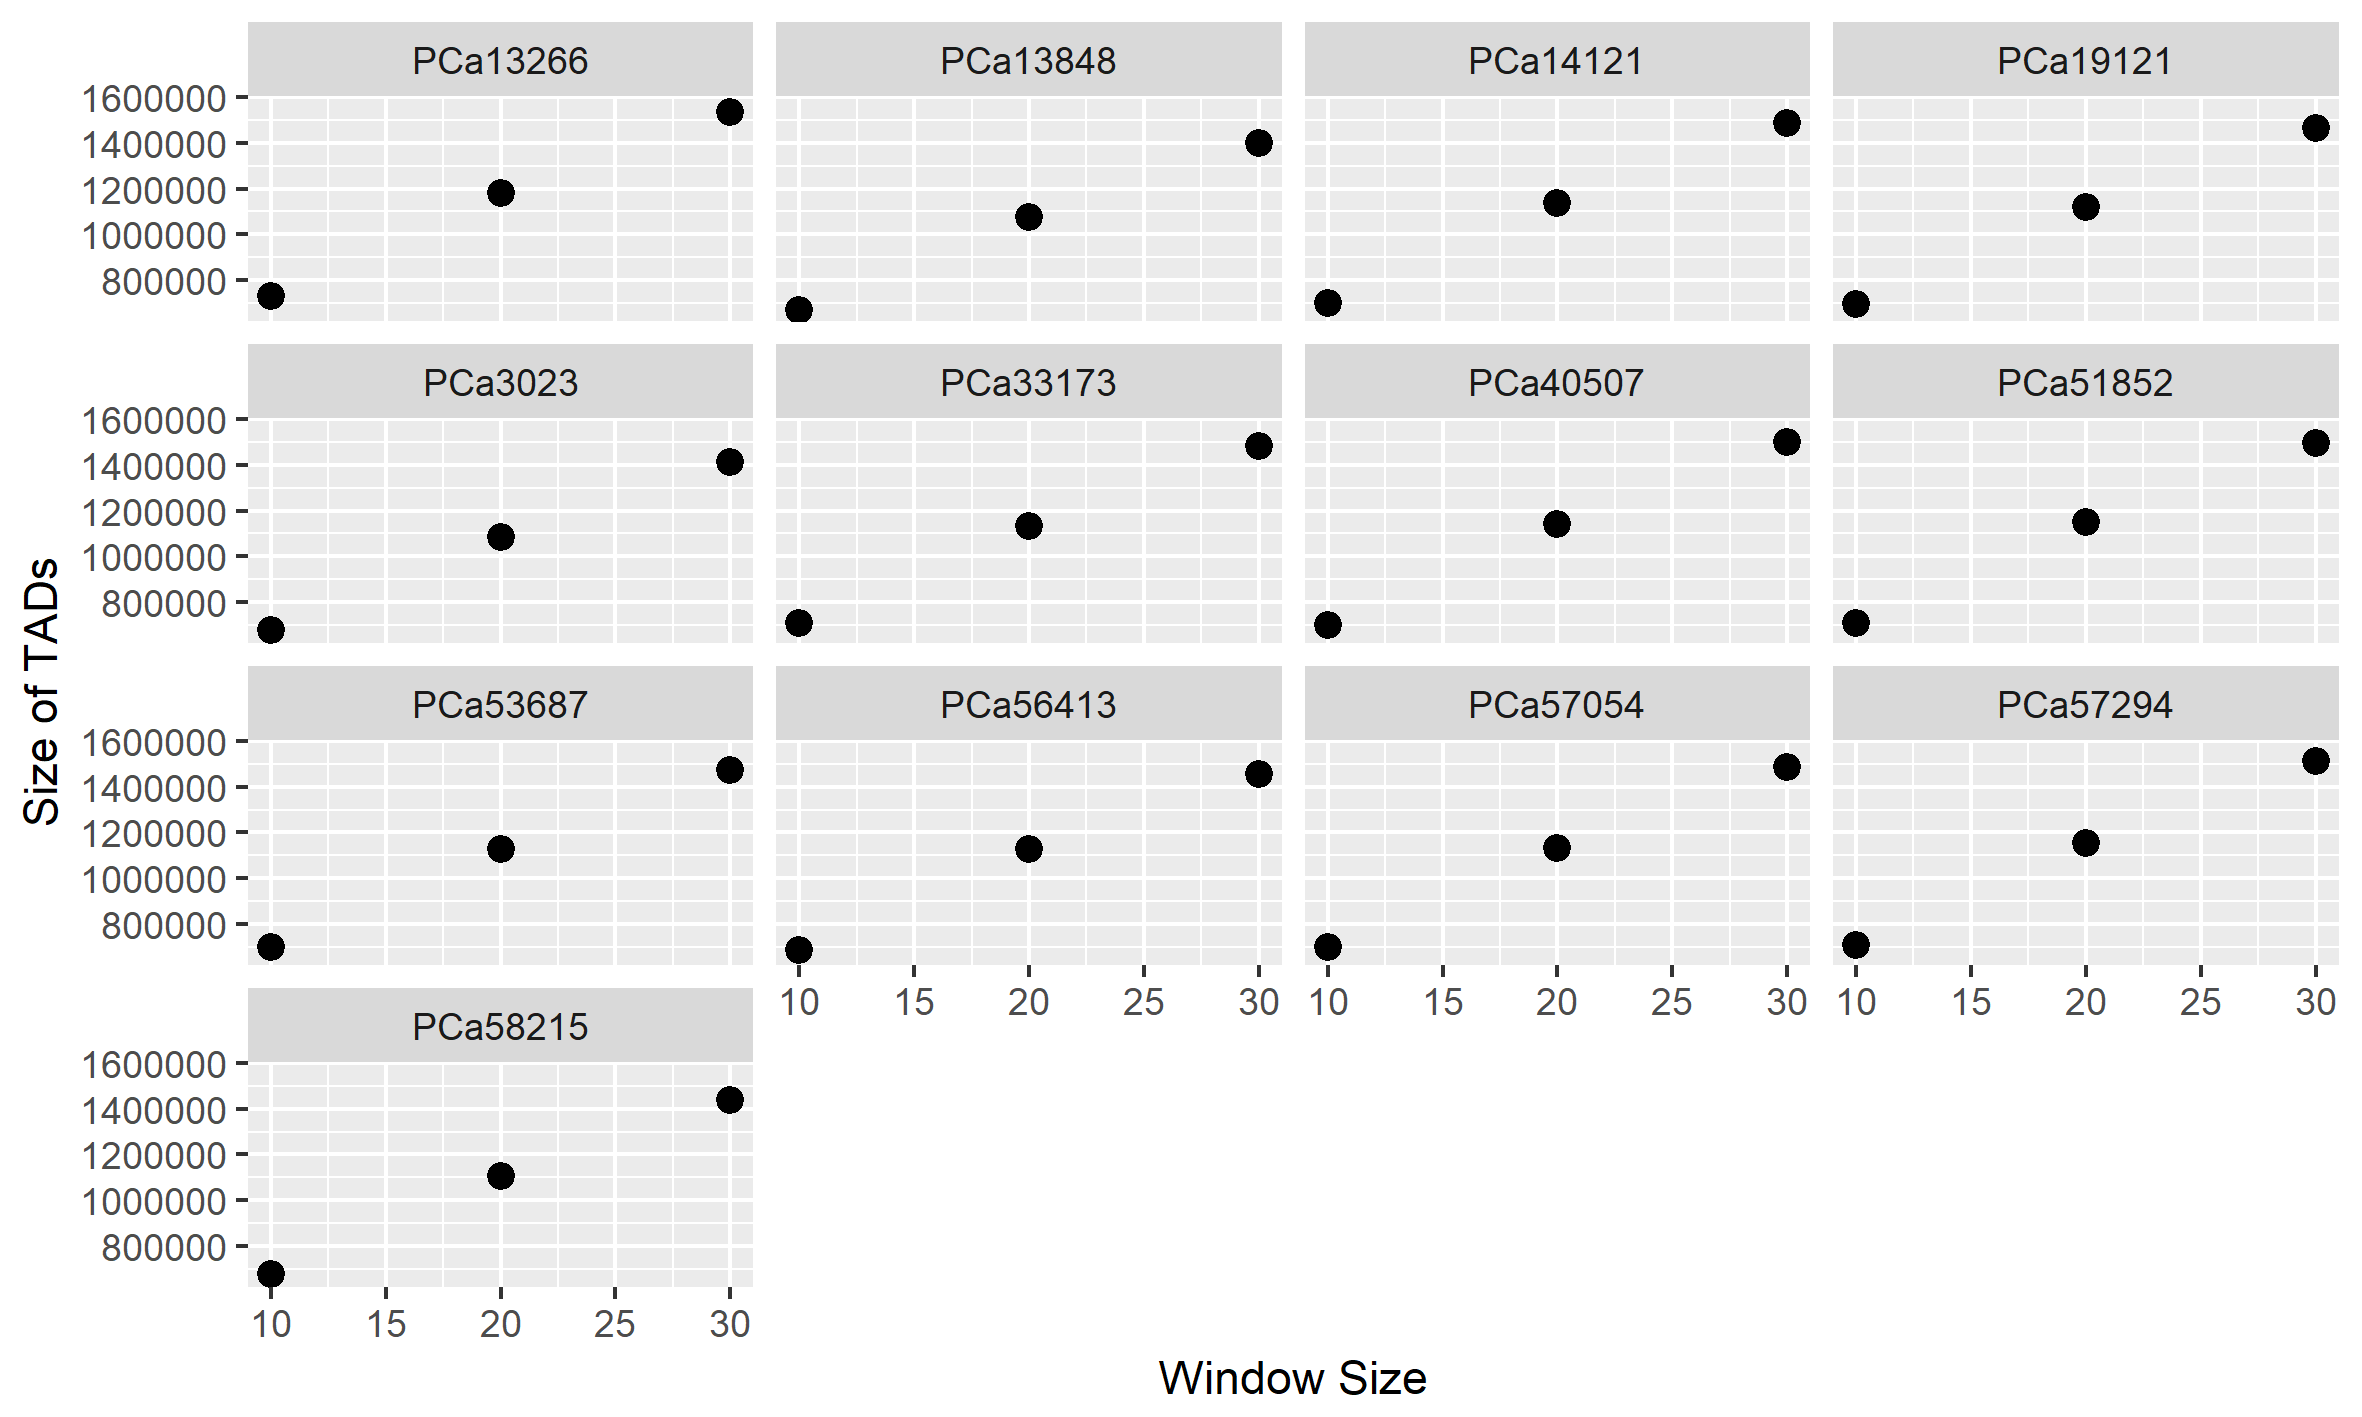 PCa13266 PCa13848 PCa14121 PCa19121
1600000
1400000
1200000
1000000
800000
PCa3023 PCa33173 PCa40507 PCa51852
1600000
1400000
1200000
1000000
800000
PCa53687 PCa56413 PCa57054 PCa57294
1600000
1400000
1200000
1000000
800000
10 15 20 25 30 10 15 20 25 30 10 15 20 25 30
PCa58215
1600000
1400000
1200000
1000000
800000
10 15 20 25 30
Size of TADs
Window Size